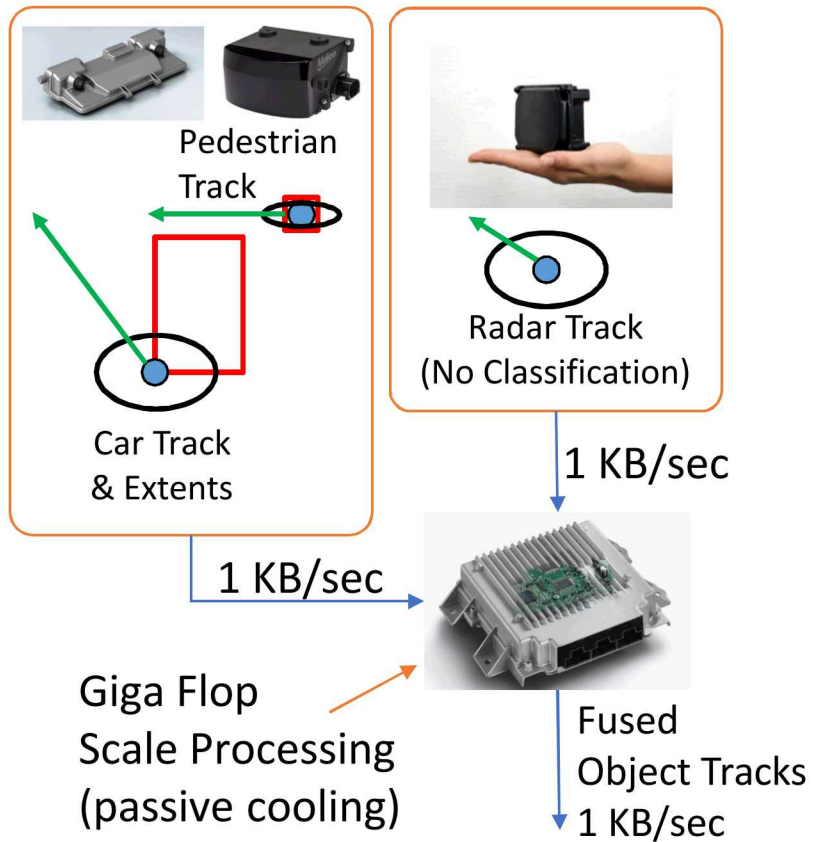 Valeo
Pedestrian
Track
Car Track
& Extents
Radar Track
(No Classification)
1 KB/sec
1 KB/sec
Giga Flop
Scale Processing
(passive cooling)
Fused
Object Tracks
1 KB/sec